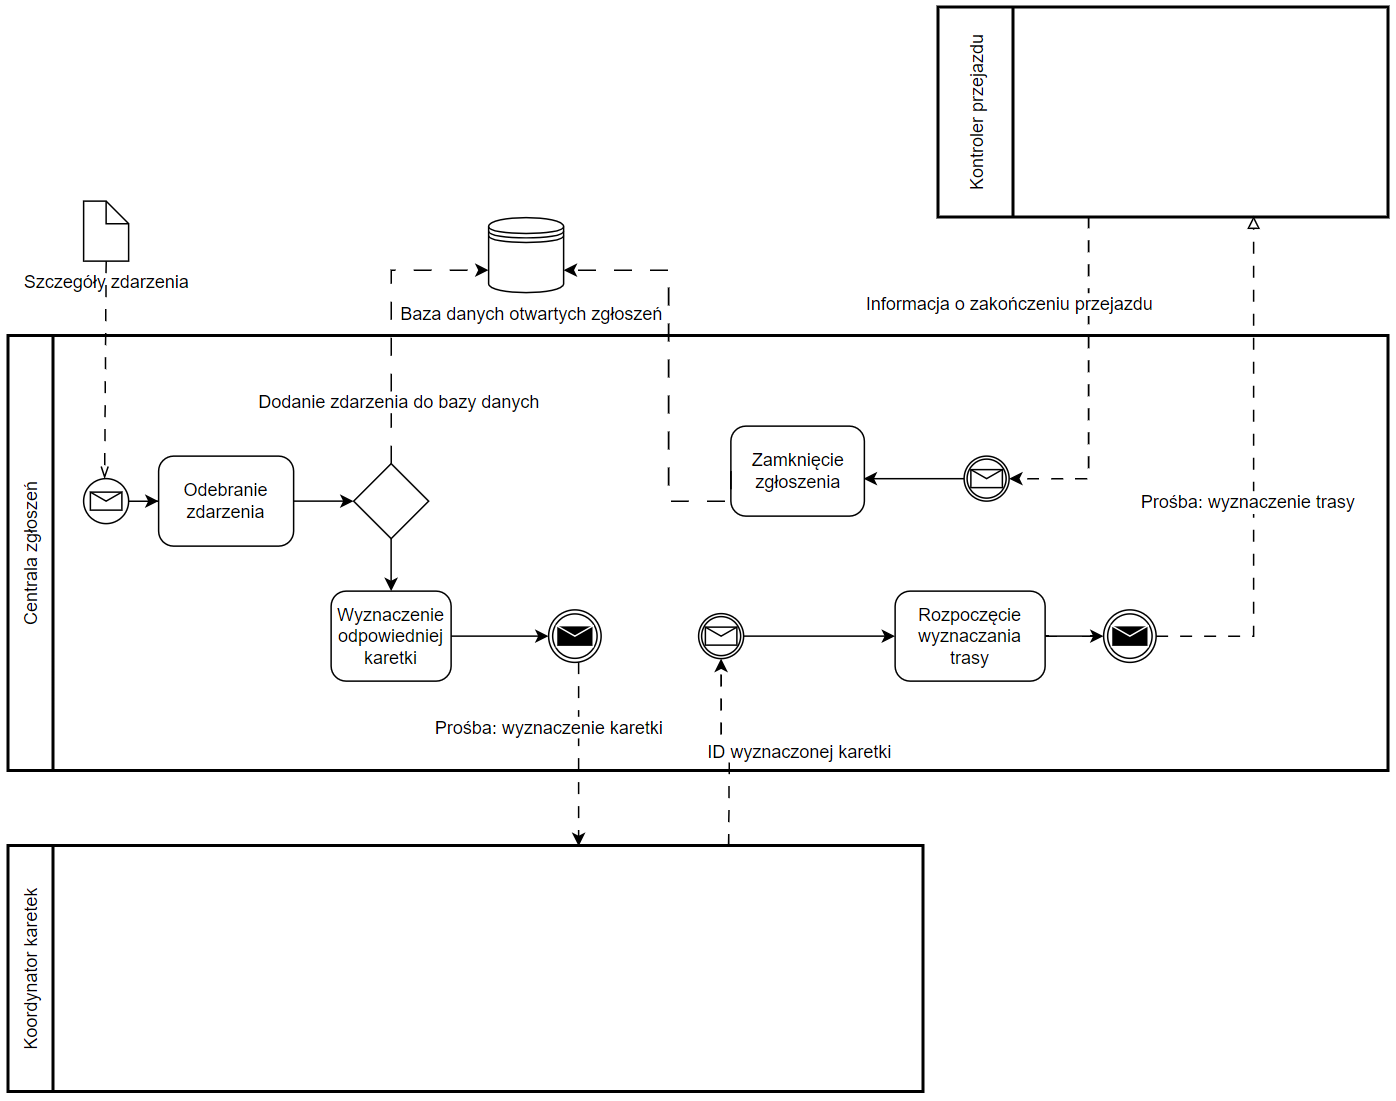 Kontroler przejazdu
Szczegóły zdarzenia
Baza danych otwartych zgłoszeń
Informacja o zakończeniu przejazdu
Centrala zgłoszeń
Dodanie zdarzenia do bazy danych
Odebranie
zdarzenia
Zamknięcie
zgłoszenia
Prośba: wyznaczenie trasy
Wyznaczenie
odpowiedniej
karetki
Rozpoczęcie
wyznaczania
trasy
Prośba: wyznaczenie karetki
ID wyznaczonej karetki
Koordynator karetek